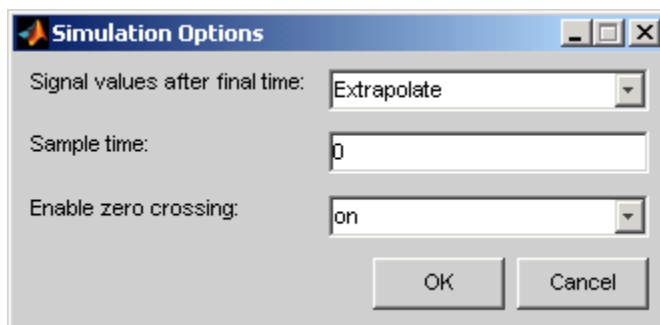 Simulation Options
Signal values after final time: Extrapolate
Sample time: 0
Enable zero crossing: on
OK Cancel